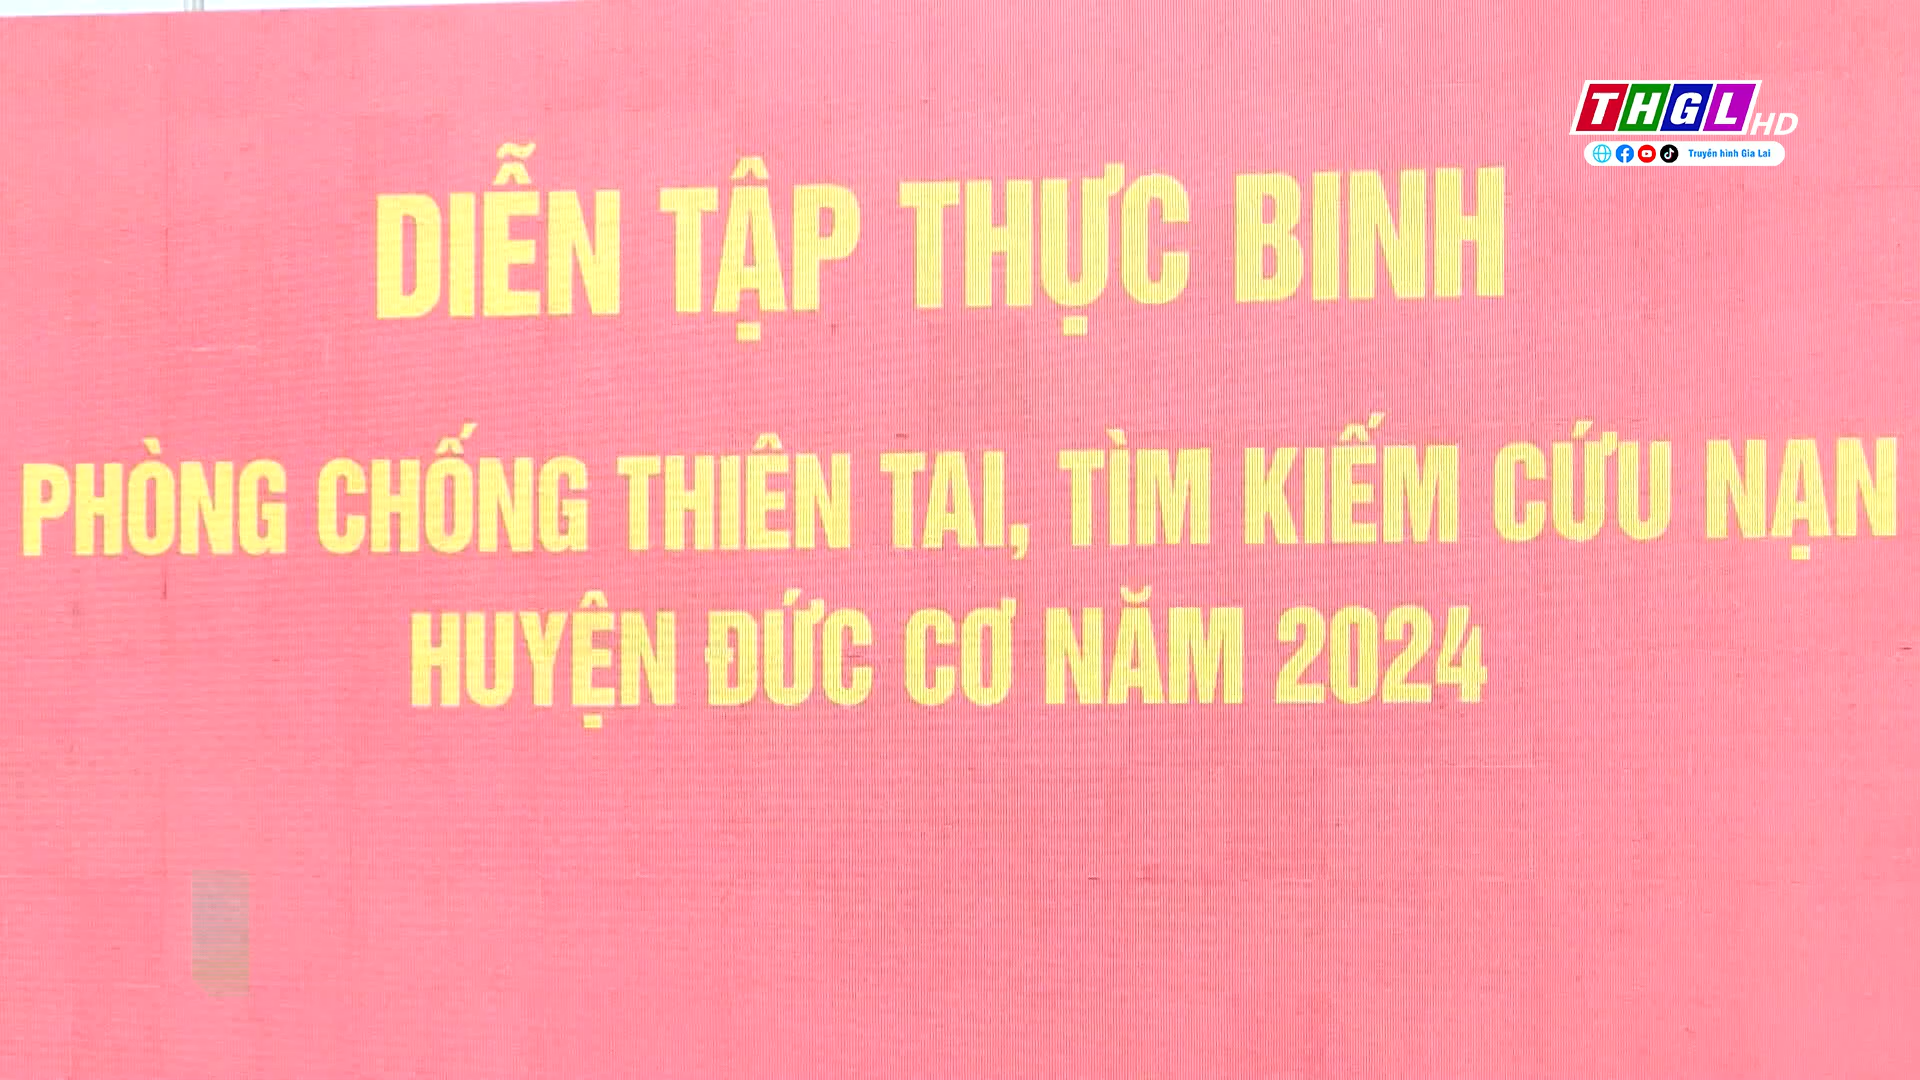 THGL HD
Truyền hình Gia Lai
DIỄN TẬP THỰC BINH
PHÒNG CHỐNG THIÊN TAI, TÌM KIẾM CỨU NẠN
HUYỆN ĐỨC CƠ NĂM 2024